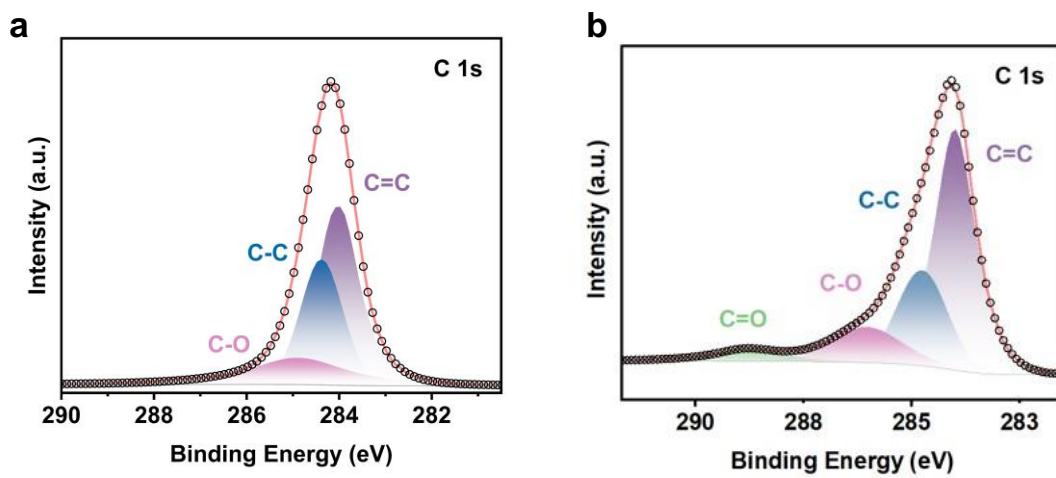 a
C 1s
C=C
C-C
C-O
Intensity (a.u.)
290 288 286 284 282
Binding Energy (eV)
b
C 1s
C=C
C-C
C-O
C=O
Intensity (a.u.)
290 288 285 283
Binding Energy (eV)